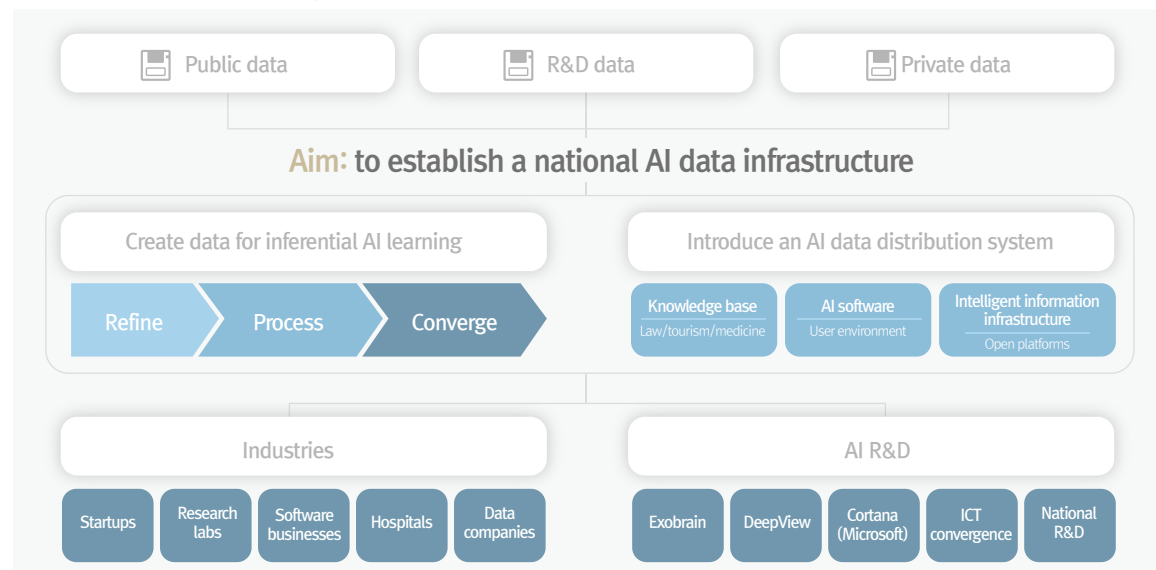 Public data
R&D data
Private data
Aim: to establish a national AI data infrastructure
Create data for inferential AI learning
Introduce an AI data distribution system
Refine
Process
Converge
Knowledge base
Law/tourism/medicine
AI software
User environment
Intelligent information
infrastructure
Open platforms
Industries
AI R&D
Startups
Research
labs
Software
businesses
Hospitals
Data
companies
Exobrain
DeepView
Cortana
(Microsoft)
ICT
convergence
National
R&D